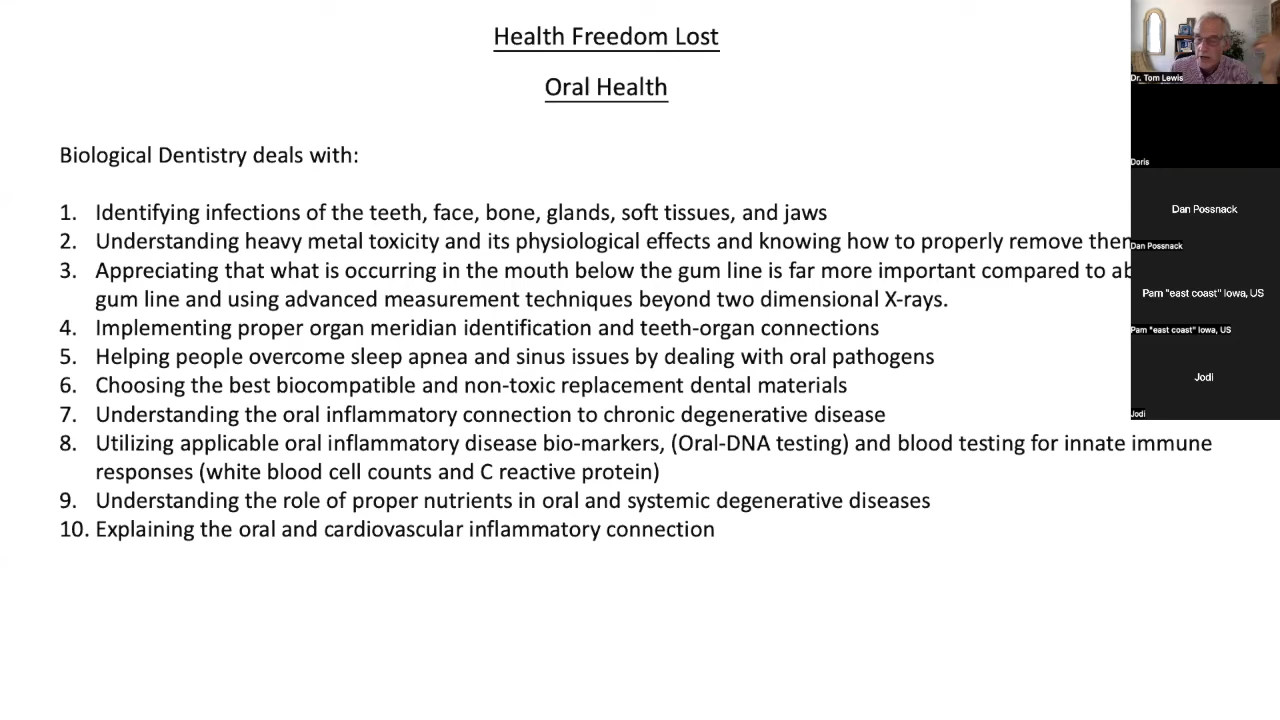 Health Freedom Lost
Oral Health
Biological Dentistry deals with:
1. Identifying infections of the teeth, face, bone, glands, soft tissues, and jaws
2. Understanding heavy metal toxicity and its physiological effects and knowing how to properly remove
3. Appreciating that what is occurring in the mouth below the gum line is far more important compared to
gum line and using advanced measurement techniques beyond two dimensional X-rays.
4. Implementing proper organ meridian identification and teeth-organ connections
5. Helping people overcome sleep apnea and sinus issues by dealing with oral pathogens
6. Choosing the best biocompatible and non-toxic replacement dental materials
7. Understanding the oral inflammatory connection to chronic degenerative disease
8. Utilizing applicable oral inflammatory disease bio-markers, (Oral-DNA testing) and blood testing for innate immune
responses (white blood cell counts and C reactive protein)
9. Understanding the role of proper nutrients in oral and systemic degenerative diseases
10. Explaining the oral and cardiovascular inflammatory connection
Dr. Tom Lewis
Doris
Dan Possnack
Dan Possnack
Pam "east coast" Iowa, US
Pam "east coast" Iowa, US
Jodi
Jodi